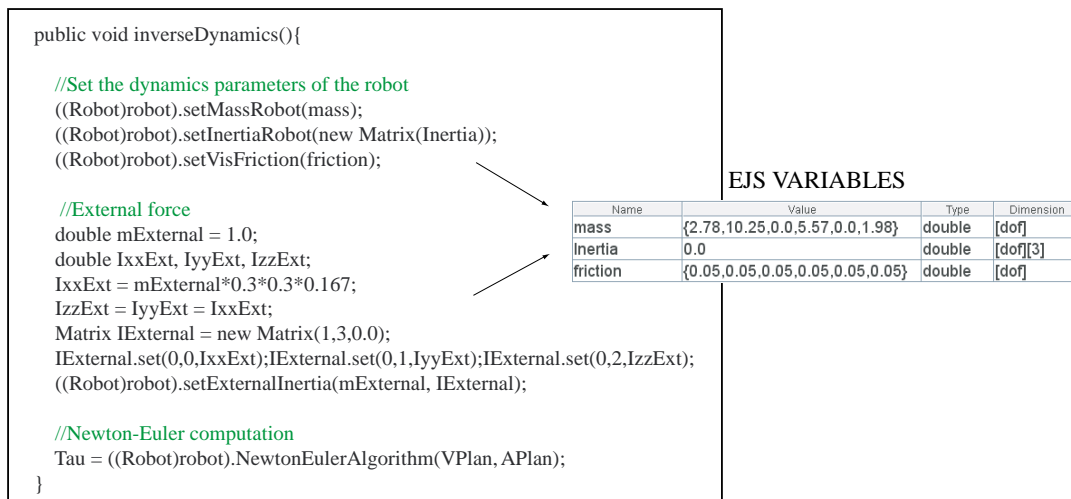 public void inverseDynamics(){
//Set the dynamics parameters of the robot
((Robot)robot).setMassRobot(mass);
((Robot)robot).setInertiaRobot(new Matrix(Inertia));
((Robot)robot).setVisFriction(friction);
//External force
double mExternal = 1.0;
double IxxExt, IyyExt, IzzExt;
IxxExt = mExternal*0.3*0.3*0.167;
IzzExt = IyyExt = IxxExt;
Matrix IExternal = new Matrix(1,3,0.0);
IExternal.set(0,0,IxxExt);IExternal.set(0,1,IyyExt);IExternal.set(0,2,IzzExt);
((Robot)robot).setExternalInertia(mExternal, IExternal);
//Newton-Euler computation
Tau = ((Robot)robot).NewtonEulerAlgorithm(VPlan, APlan);
}
EJS VARIABLES
Name Value Type Dimension
mass {2.78,10.25,0.0,5.57,0.0,1.98} double [dof]
Inertia 0.0 double [dof][3]
friction {0.05,0.05,0.05,0.05,0.05,0.05} double [dof]